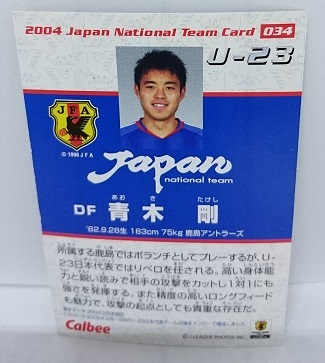 2004 Japan National Team Card 034
U-23
JFA
© 1996 J F A
Japan
national team
あお き たけし
DF 青木 剛
'82.9.28生 183cm 75kg 鹿島アントラーズ
所属する鹿島ではボランチとしてプレーするが、U-
23日本代表ではリベロを任される。高い身体能
力と鋭い読みで相手の攻撃をカットし1対1にも
強さを発揮する。また精度の高いロングフィード
も魅力で、攻撃の起点としても貴重な存在だ。
Calbee
© J.LEAGUE PHOTOS INC.